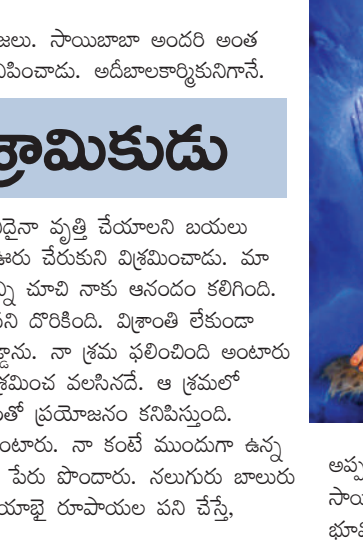 జలు. సాయిబాబా అందరి అంత
నిపించాడు. అదీబాలకార్మికునిగానే.
శ్రామికుడు
దైనా వృత్తి చేయాలని బయలు
ఊరు చేరుకుని విశ్రమించాడు. మా
న్ని చూచి నాకు ఆనందం కలిగింది.
ని దొరికింది. విశ్రాంతి లేకుండా
డ్డాను. నా శ్రమ ఫలించింది అంటారు
శ్రమించ వలసినదే. ఆ శ్రమలో
తో ప్రయోజనం కనిపిస్తుంది.
ంటారు. నా కంటే ముందుగా ఉన్న
పేరు పొందారు. నలుగురు బాలురు
యాభై రూపాయల పని చేస్తే,
అప్ప
సాయి
భూవ